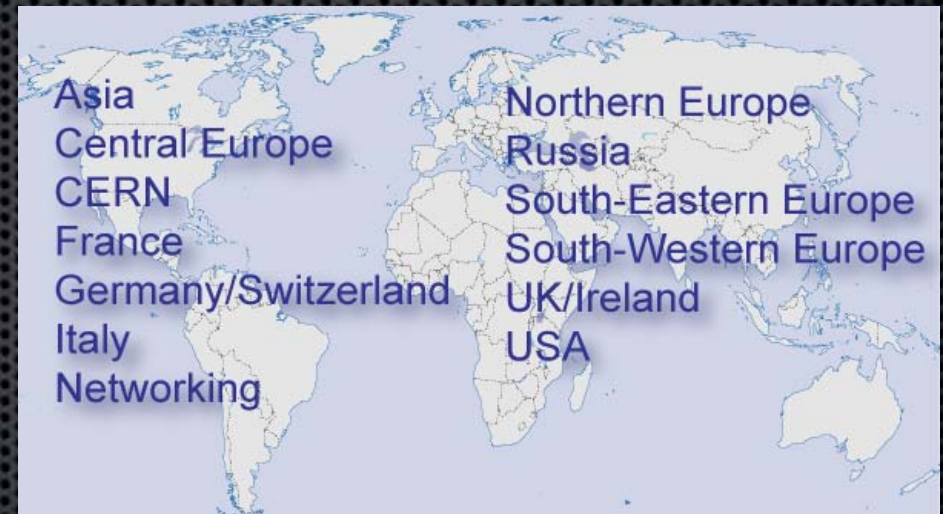 Asia
Central Europe
CERN
France
Germany/Switzerland
Italy
Networking
Northern Europe
Russia
South-Eastern Europe
South-Western Europe
UK/Ireland
USA